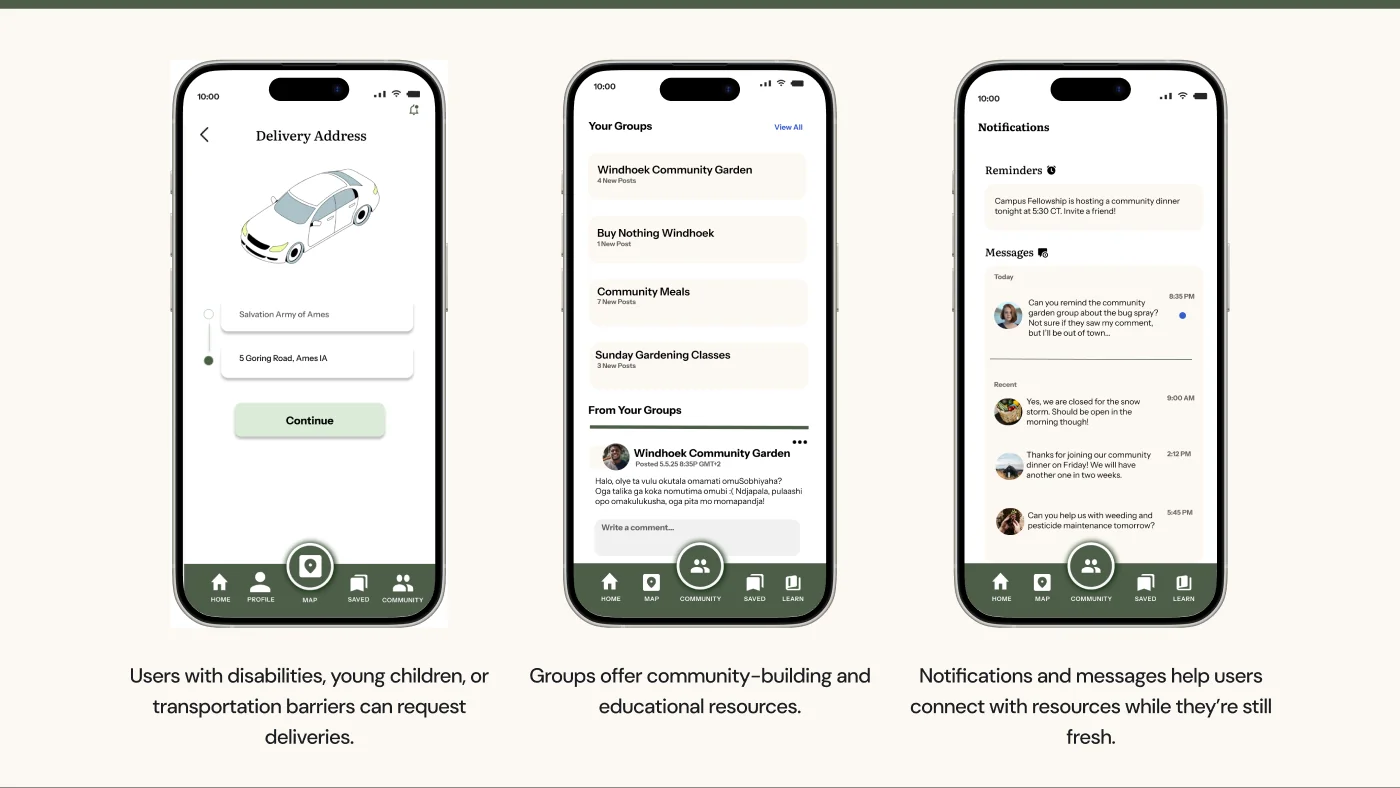 10:00
Delivery Address
Salvation Army of Ames
5 Goring Road, Ames IA
Continue
HOME
PROFILE
MAP
SAVED
COMMUNITY
Users with disabilities, young children, or
transportation barriers can request
deliveries.
10:00
Your Groups
View All
Windhoek Community Garden
4 New Posts
Buy Nothing Windhoek
1 New Post
Community Meals
7 New Posts
Sunday Gardening Classes
3 New Posts
From Your Groups
Windhoek Community Garden
Posted 5.5.25 8:35P GMT+2
Halo, olye ta vulu okutala omamati omuSobhiyaha?
Oga talika ga koka nomutima omubi :(, Ndjapala, pulaashi
opo omakulukusha, oga pita mo momapandja!
Write a comment...
HOME
MAP
COMMUNITY
SAVED
LEARN
Groups offer community-building and
educational resources.
10:00
Notifications
Reminders
Campus Fellowship is hosting a community dinner
tonight at 5:30 CT. Invite a friend!
Messages
Today
8:35 PM
Can you remind the community
garden group about the bug spray?
Not sure if they saw my comment,
but I'll be out of town...
Recent
9:00 AM
Yes, we are closed for the snow
storm. Should be open in the
morning though!
2:12 PM
Thanks for joining our community
dinner on Friday! We will have
another one in two weeks.
5:45 PM
Can you help us with weeding and
pesticide maintenance tomorrow?
HOME
MAP
COMMUNITY
SAVED
LEARN
Notifications and messages help users
connect with resources while they're still
fresh.